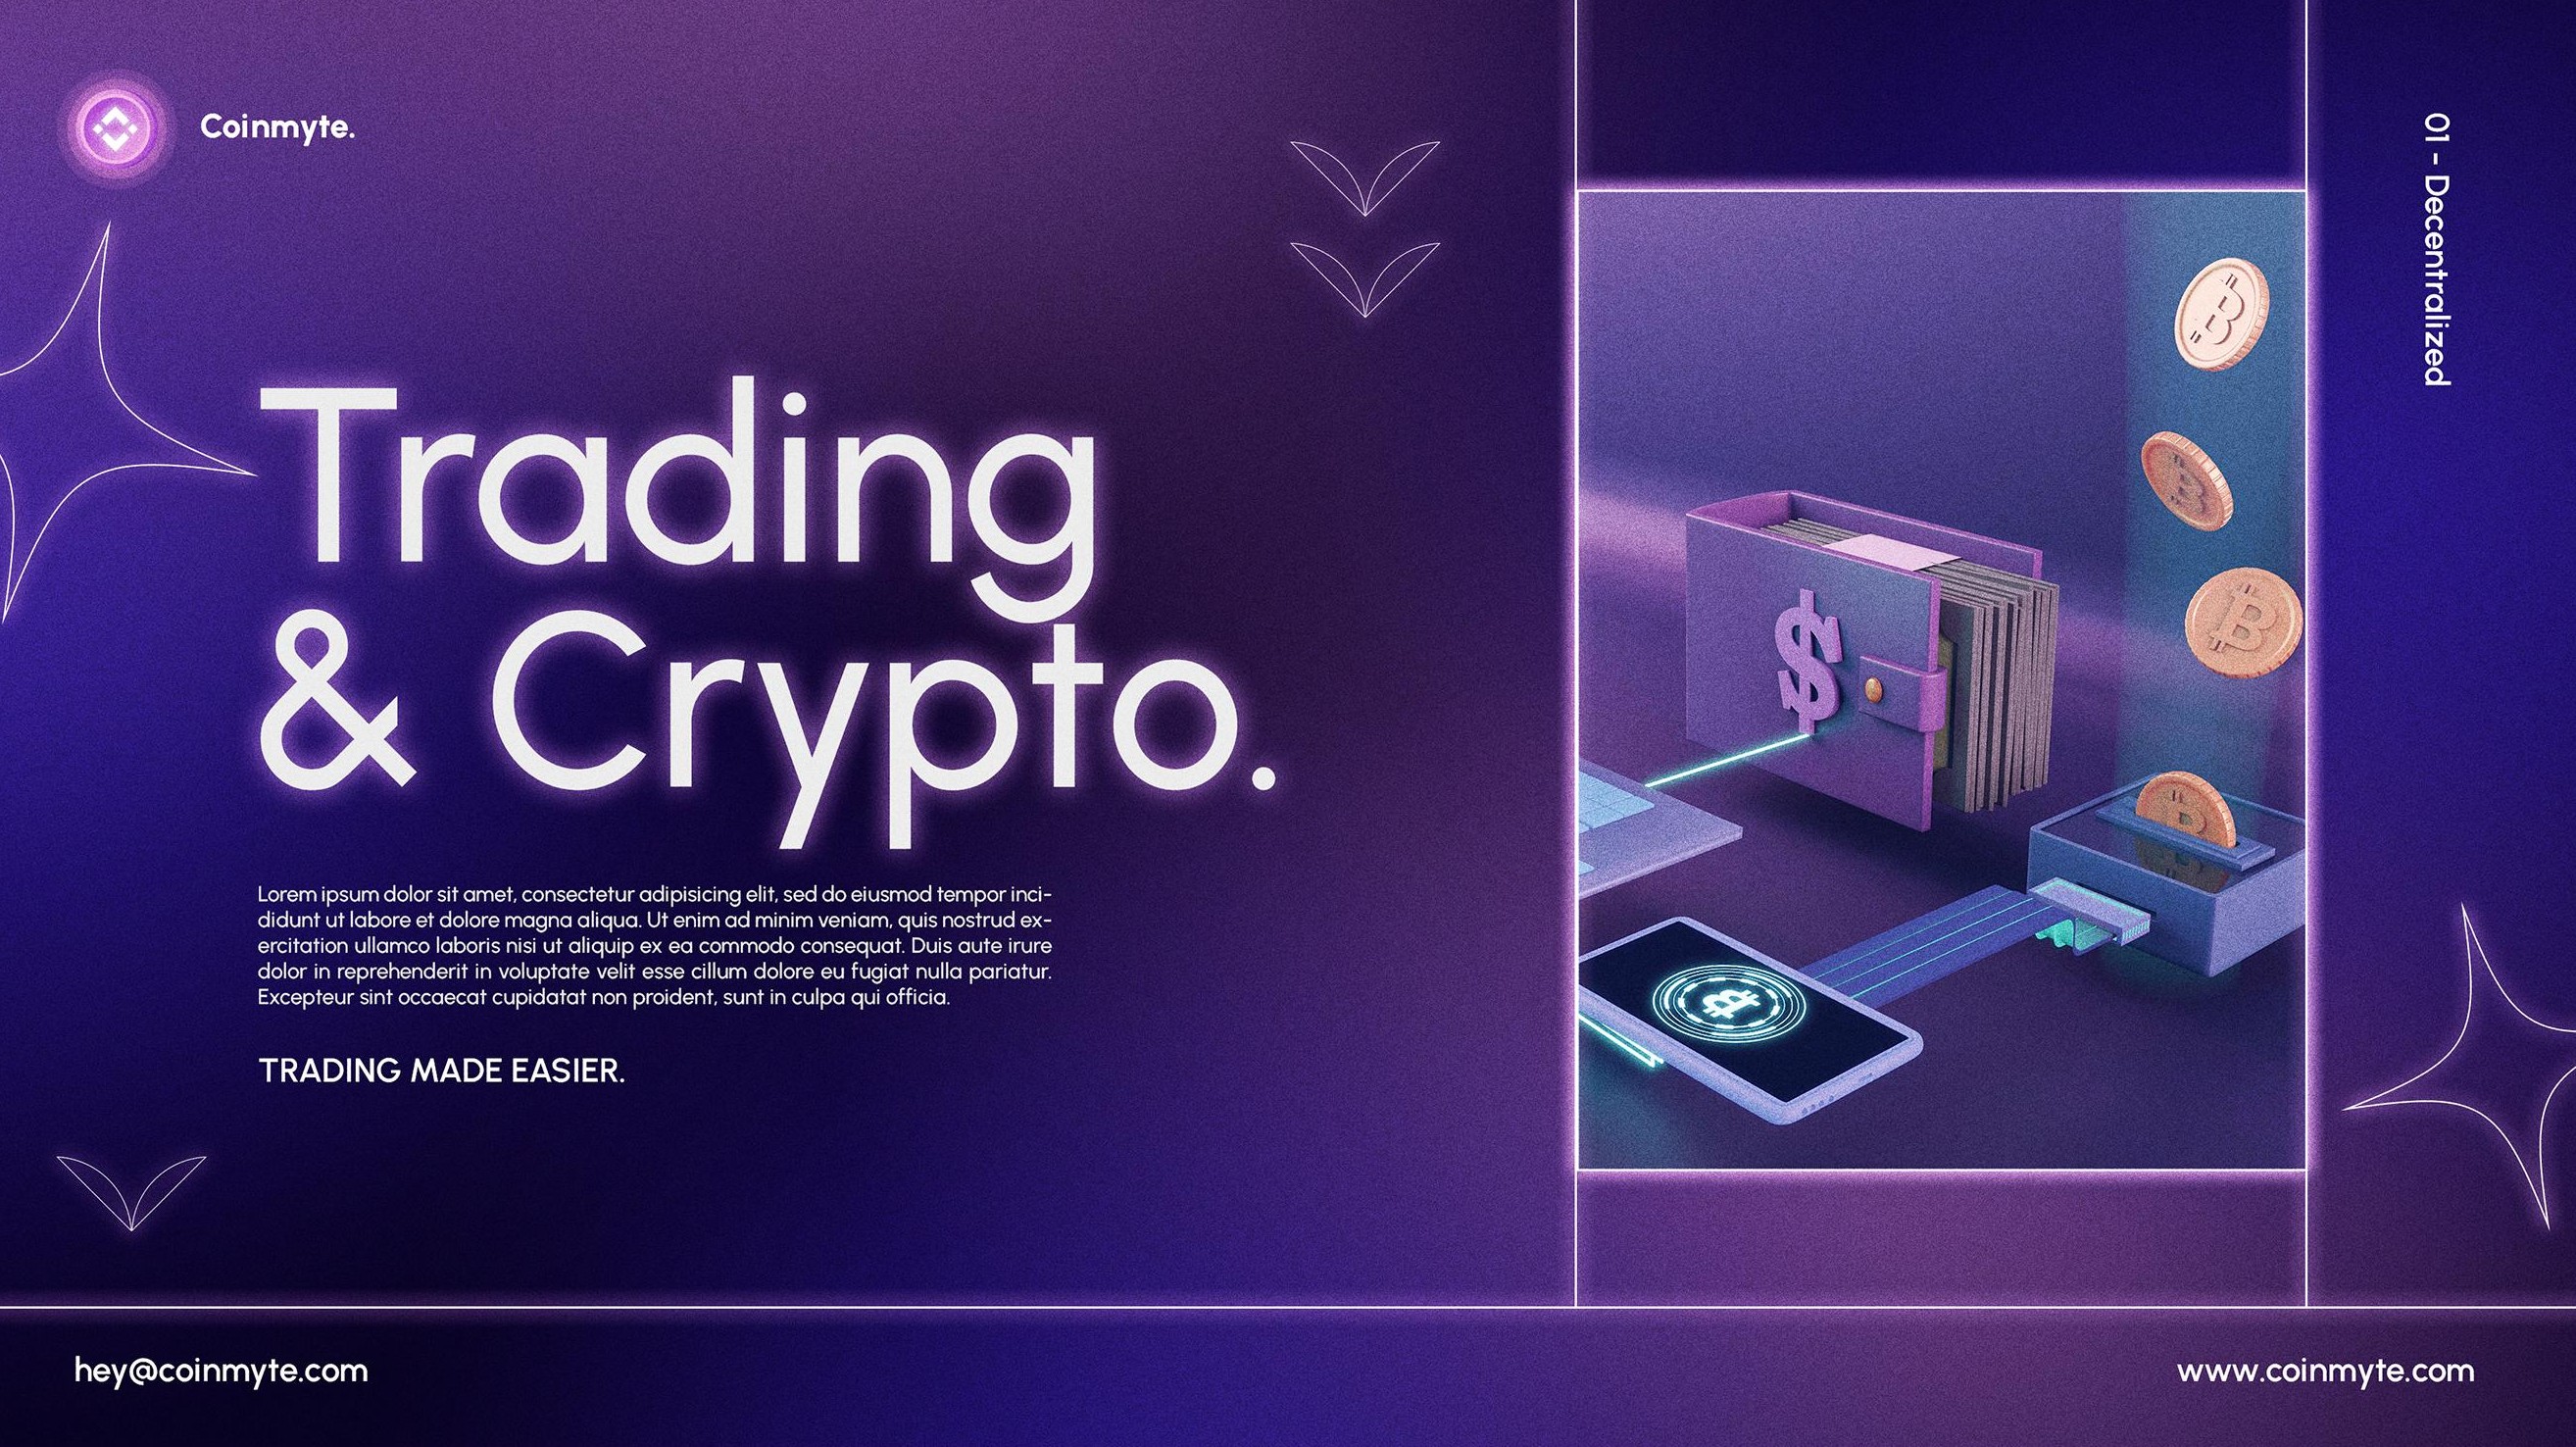 Coinmyte.
01 - Decentralized
Trading
& Crypto.
Lorem ipsum dolor sit amet, consectetur adipisicing elit, sed do eiusmod tempor inci-
didunt ut labore et dolore magna aliqua. Ut enim ad minim veniam, quis nostrud ex-
ercitation ullamco laboris nisi ut aliquip ex ea commodo consequat. Duis aute irure
dolor in reprehenderit in voluptate velit esse cillum dolore eu fugiat nulla pariatur.
Excepteur sint occaecat cupidatat non proident, sunt in culpa qui officia.
TRADING MADE EASIER.
hey@coinmyte.com
www.coinmyte.com